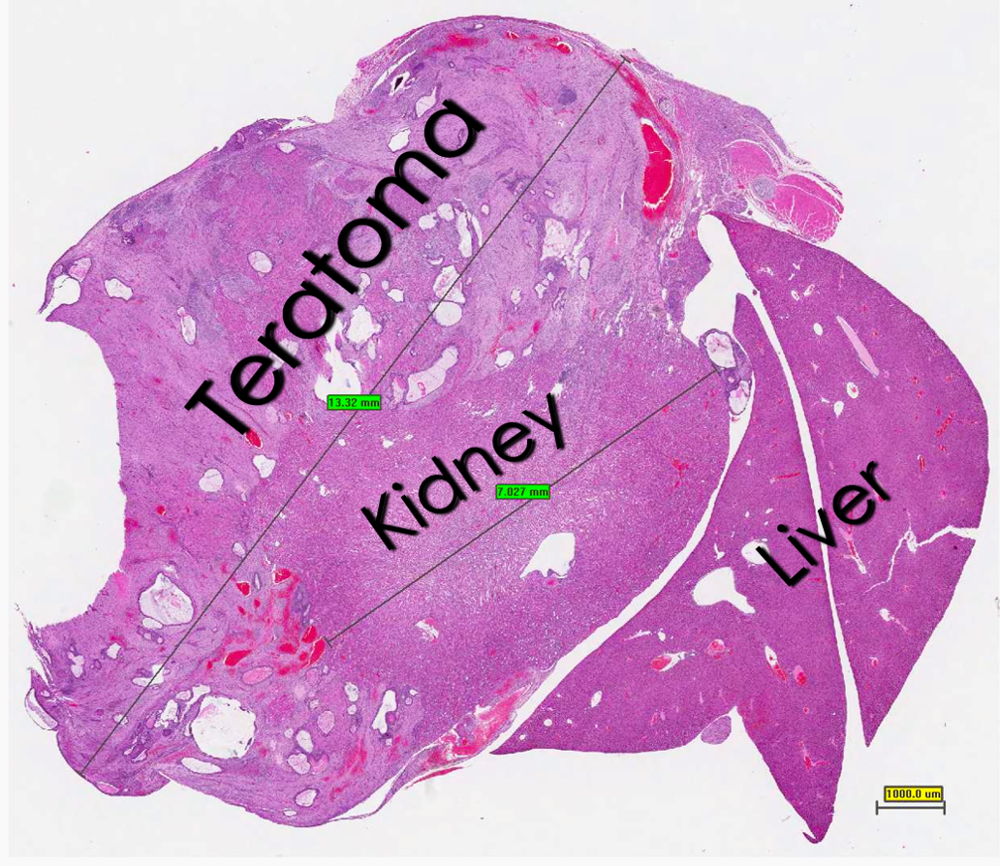 Teratoma
13.32 mm
Kidney
7.027 mm
Liver
1000.0 um